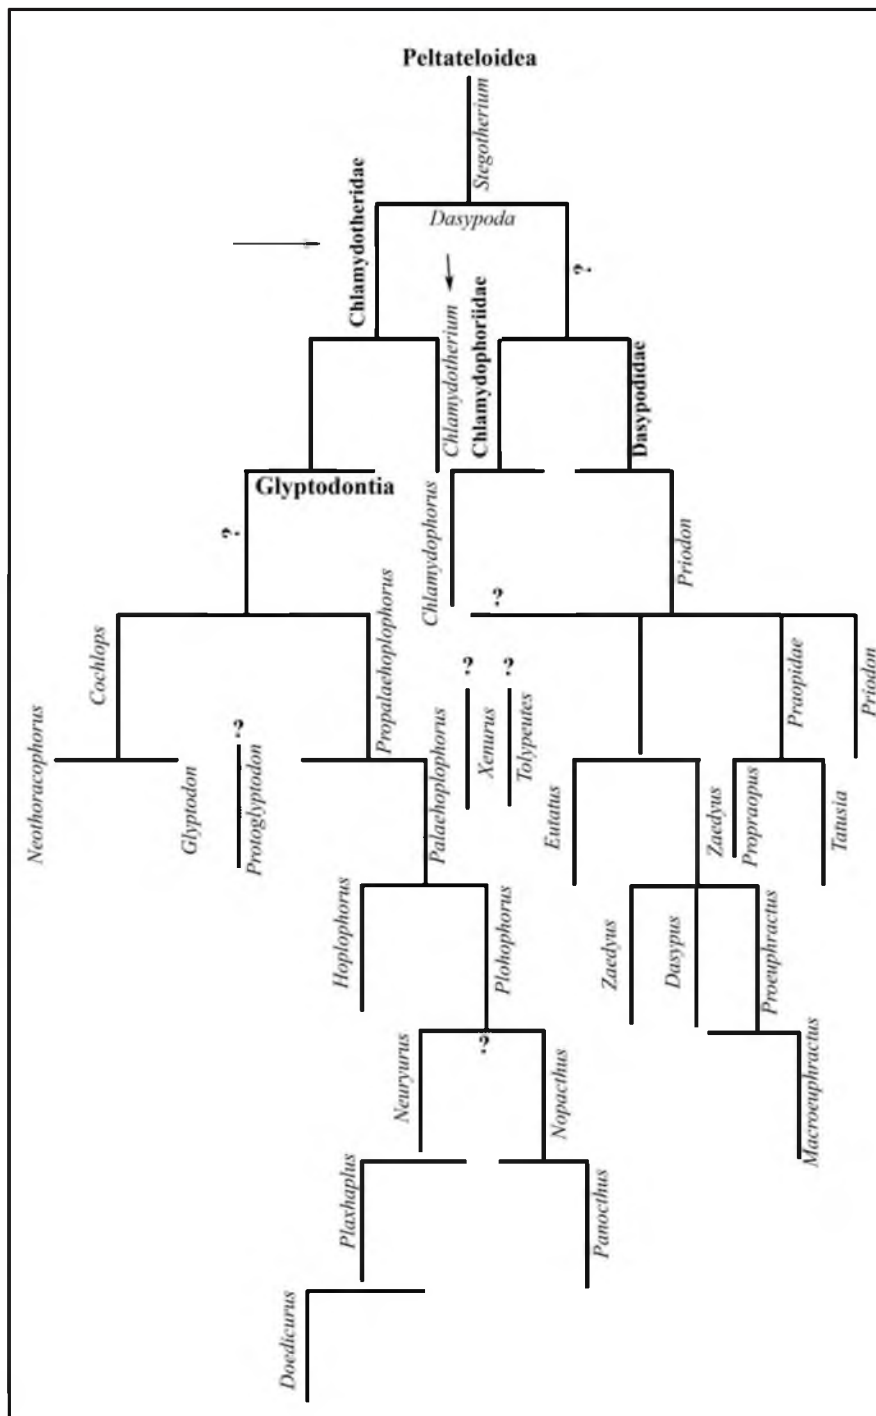 Peltateloidea
Stegotherium
Dasypoda
Chlamydotheridae
?
Chlamydotherium
Chlamydophoriidae
Dasypodidae
Glyptodontia
?
Chlamydophorus
Priodon
?
Cochlops
Propalaehoplophorus
Praopidae
Priodon
?
?
?
Neothoracophorus
Glyptodon
Protoglyptodon
Palaehoplophorus
Xenurus
Tolypeutes
Eutatus
Zaedyus
Propraopus
Tatusia
Hoplophorus
Plohophorus
Zaedyus
Dasypus
Proeuphractus
?
Neuryurus
Nopacthus
Macroeuphractus
Plaxhaplus
Panocthus
Doedicurus